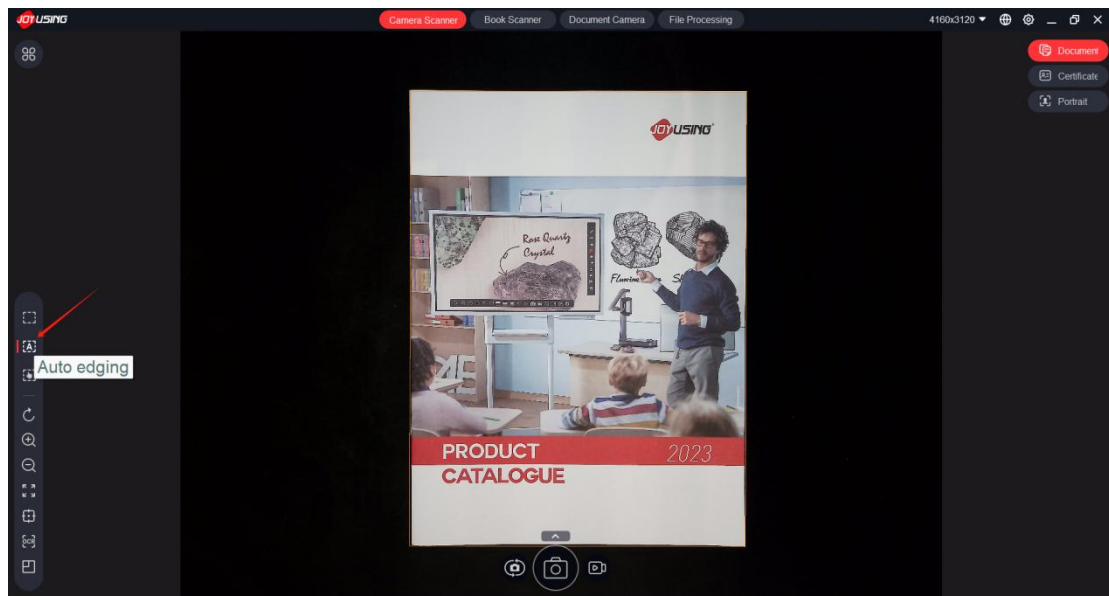 JOYUSING
Camera Scanner
Book Scanner
Document Camera
File Processing
4160x3120
Document
Certificate
Portrait
JOYUSING
Rose Quartz
Crystal
A
Auto edging
OCR
PRODUCT
2023
CATALOGUE